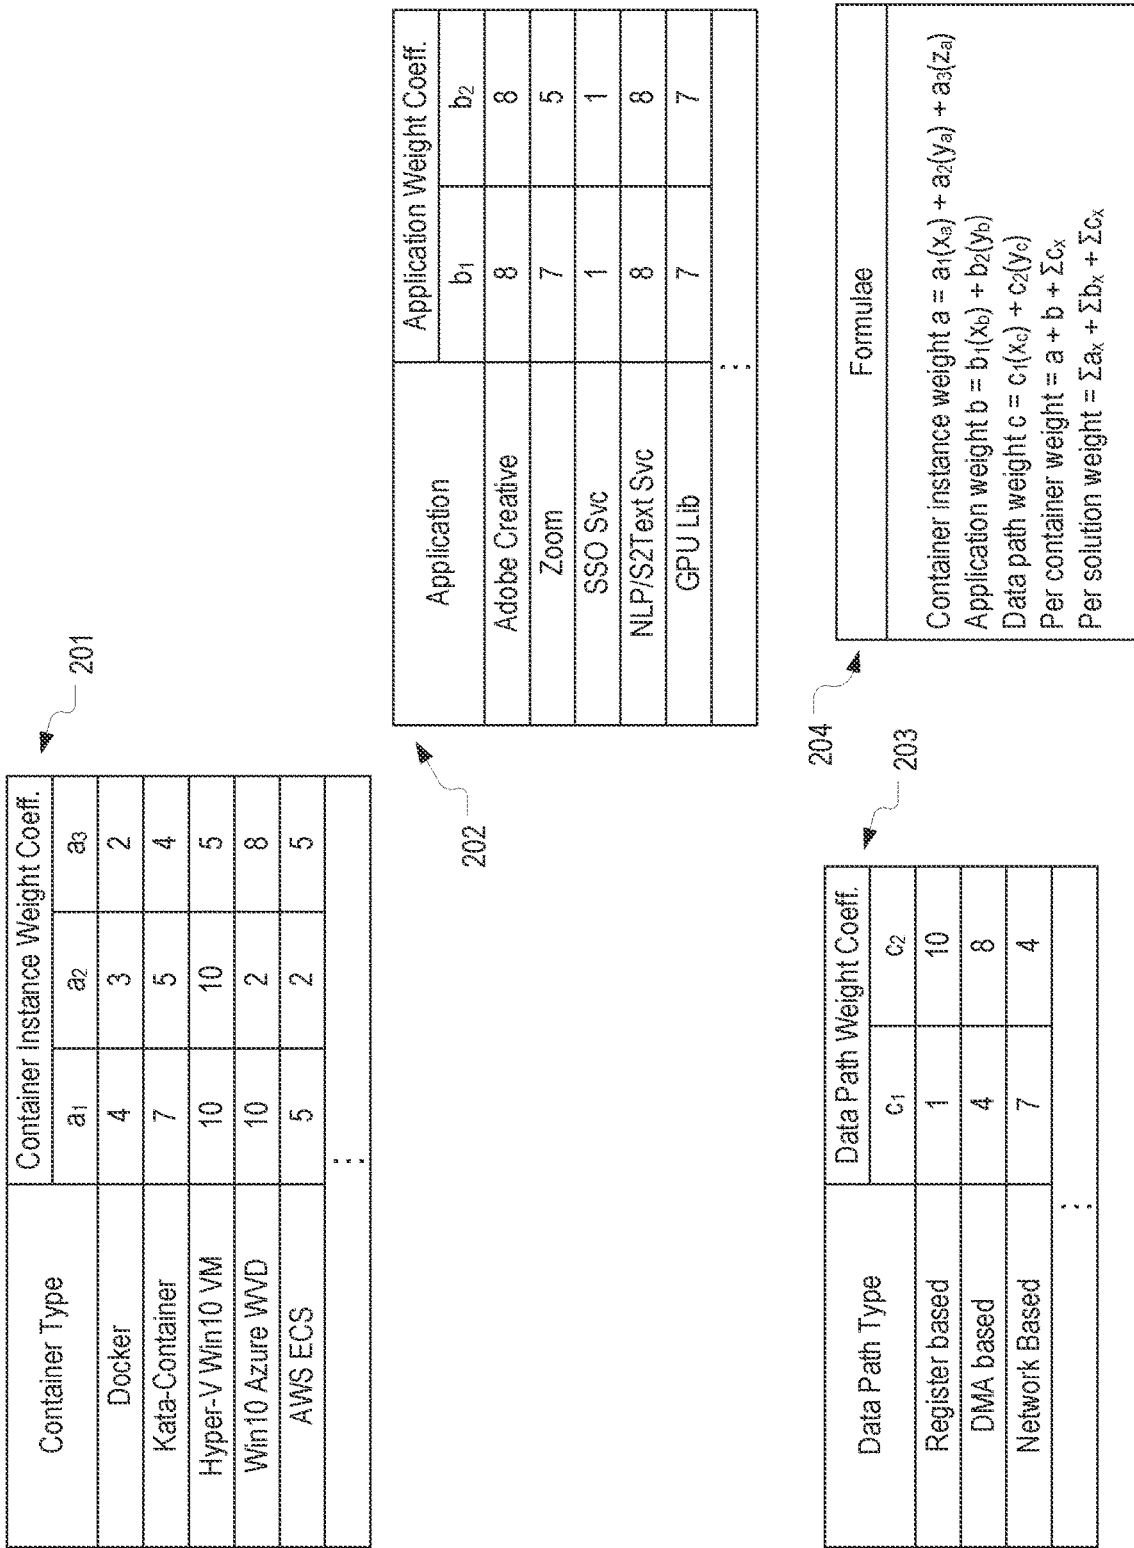 201
Container Type Container Instance Weight Coeff.
a1 a2 a3
Docker 4 3 2
Kata-Container 7 5 4
Hyper-V Win10 VM 10 10 5
Win10 Azure WVD 10 2 8
AWS ECS 5 2 5
⋮
202
Application Application Weight Coeff.
b1 b2
Adobe Creative 8 8
Zoom 7 5
SSO Svc 1 1
NLP/S2Text Svc 8 8
GPU Lib 7 7
⋮
203
Data Path Type Data Path Weight Coeff.
c1 c2
Register based 1 10
DMA based 4 8
Network Based 7 4
⋮
204
Formulae
Container instance weight a = a1(xa) + a2(ya) + a3(za)
Application weight b = b1(xb) + b2(yb)
Data path weight c = c1(xc) + c2(yc)
Per container weight = a + b + Σcx
Per solution weight = Σax + Σbx + Σcx